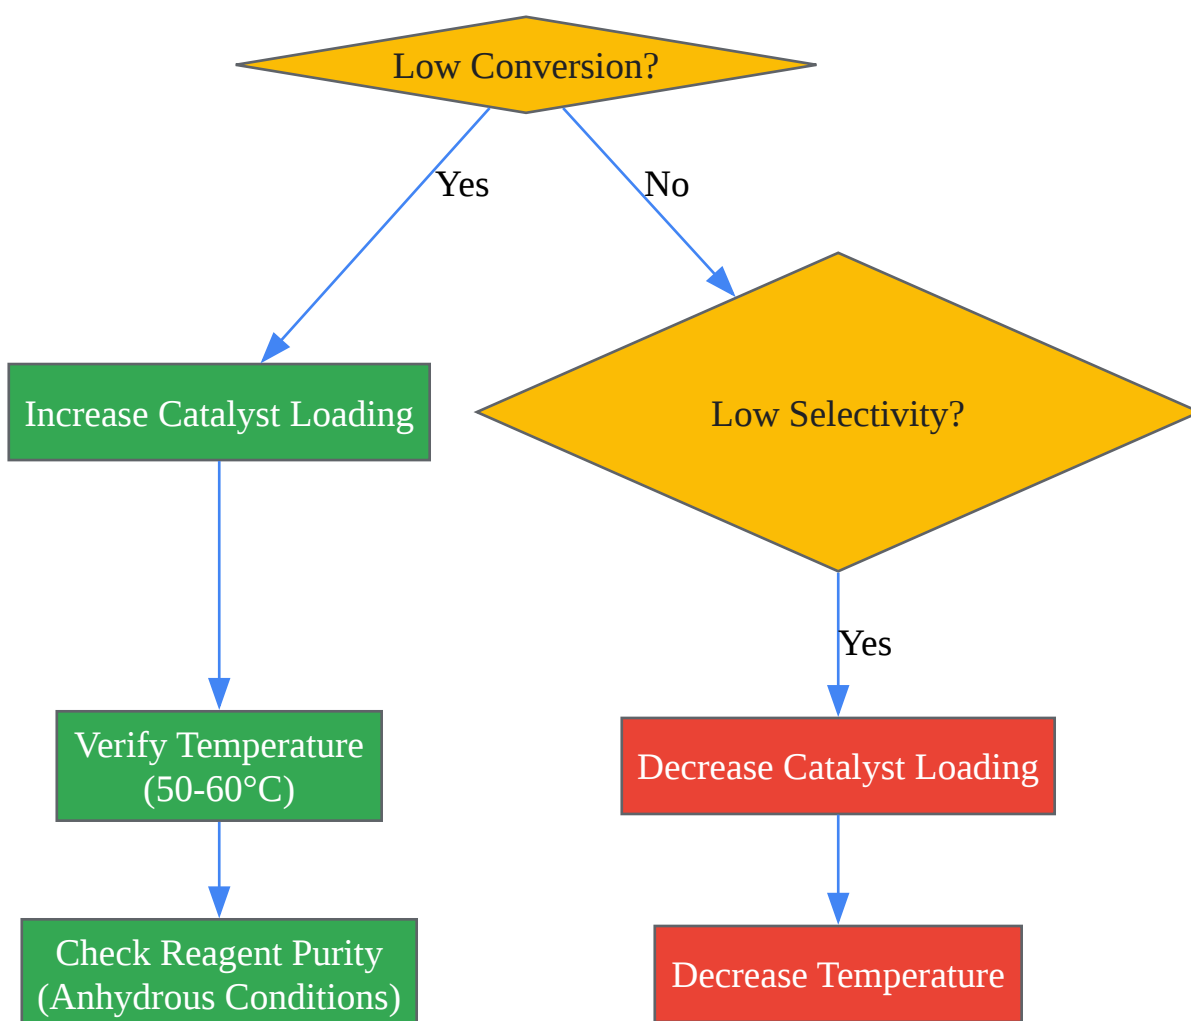 Low Conversion?
Yes
No
Increase Catalyst Loading
Low Selectivity?
Yes
Verify Temperature
(50-60°C)
Decrease Catalyst Loading
Check Reagent Purity
(Anhydrous Conditions)
Decrease Temperature